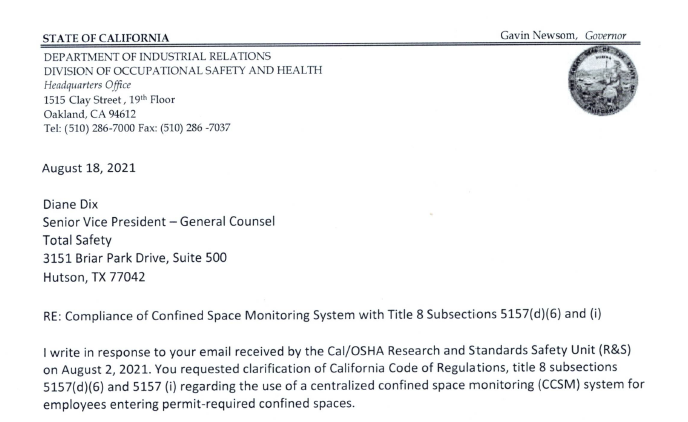 STATE OF CALIFORNIA
Gavin Newsom, Governor
DEPARTMENT OF INDUSTRIAL RELATIONS
DIVISION OF OCCUPATIONAL SAFETY AND HEALTH
Headquarters Office
1515 Clay Street , 19th Floor
Oakland, CA 94612
Tel: (510) 286-7000 Fax: (510) 286 -7037
August 18, 2021
Diane Dix
Senior Vice President – General Counsel
Total Safety
3151 Briar Park Drive, Suite 500
Hutson, TX 77042
RE: Compliance of Confined Space Monitoring System with Title 8 Subsections 5157(d)(6) and (i)
I write in response to your email received by the Cal/OSHA Research and Standards Safety Unit (R&S)
on August 2, 2021. You requested clarification of California Code of Regulations, title 8 subsections
5157(d)(6) and 5157 (i) regarding the use of a centralized confined space monitoring (CCSM) system for
employees entering permit-required confined spaces.